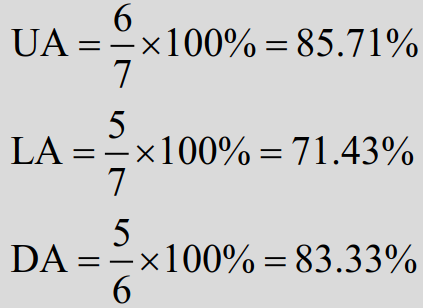 UA = 6/7 ×100% = 85.71%
LA = 5/7 ×100% = 71.43%
DA = 5/6 ×100% = 83.33%